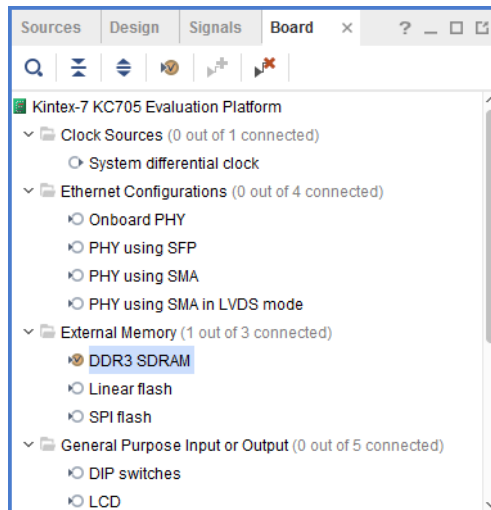 Sources Design Signals Board × ?
Kintex-7 KC705 Evaluation Platform
Clock Sources (0 out of 1 connected)
System differential clock
Ethernet Configurations (0 out of 4 connected)
Onboard PHY
PHY using SFP
PHY using SMA
PHY using SMA in LVDS mode
External Memory (1 out of 3 connected)
DDR3 SDRAM
Linear flash
SPI flash
General Purpose Input or Output (0 out of 5 connected)
DIP switches
LCD